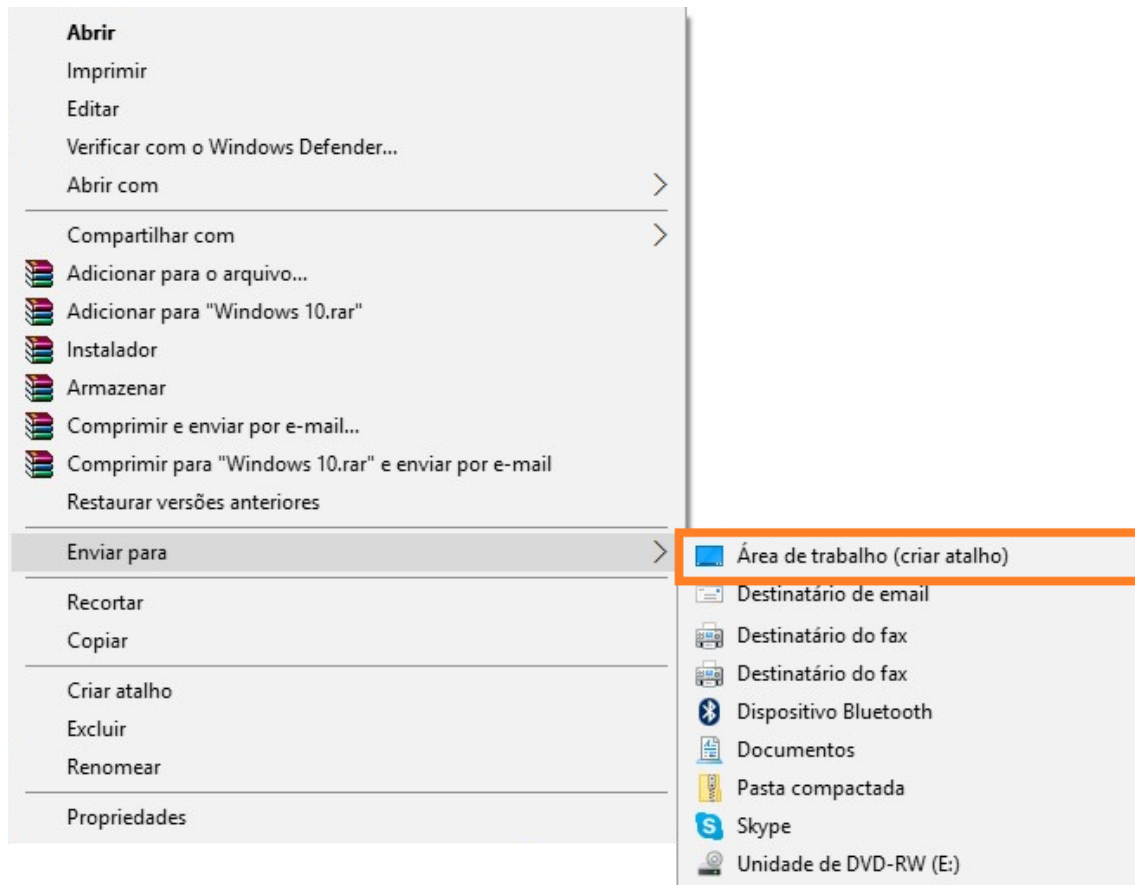 Abrir
Imprimir
Editar
Verificar com o Windows Defender...
Abrir com
Compartilhar com
Adicionar para o arquivo...
Adicionar para "Windows 10.rar"
Instalador
Armazenar
Comprimir e enviar por e-mail...
Comprimir para "Windows 10.rar" e enviar por e-mail
Restaurar versões anteriores
Enviar para
Recortar
Copiar
Criar atalho
Excluir
Renomear
Propriedades
Área de trabalho (criar atalho)
Destinatário de email
Destinatário do fax
Destinatário do fax
Dispositivo Bluetooth
Documentos
Pasta compactada
Skype
Unidade de DVD-RW (E:)